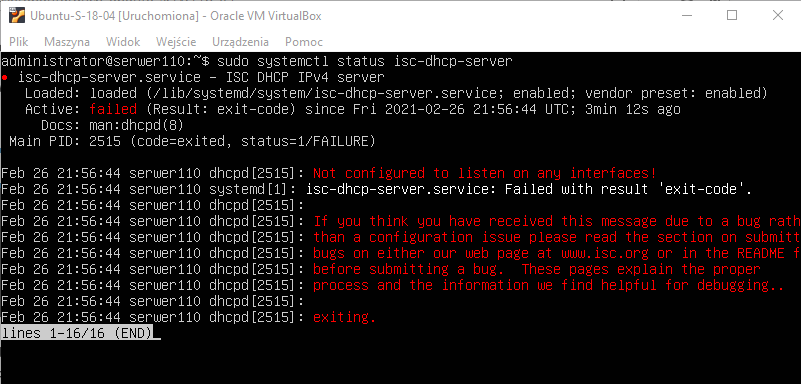 Ubuntu-S-18-04 [Uruchomiona] - Oracle VM VirtualBox
Plik Maszyna Widok Wejście Urządzenia Pomoc
administrator@serwer110:~$ sudo systemctl status isc-dhcp-server
● isc-dhcp-server.service - ISC DHCP IPv4 server
Loaded: loaded (/lib/systemd/system/isc-dhcp-server.service; enabled; vendor preset: enabled)
Active: failed (Result: exit-code) since Fri 2021-02-26 21:56:44 UTC; 3min 12s ago
Docs: man:dhcpd(8)
Main PID: 2515 (code=exited, status=1/FAILURE)
Feb 26 21:56:44 serwer110 dhcpd[2515]: Not configured to listen on any interfaces!
Feb 26 21:56:44 serwer110 systemd[1]: isc-dhcp-server.service: Failed with result 'exit-code'.
Feb 26 21:56:44 serwer110 dhcpd[2515]:
Feb 26 21:56:44 serwer110 dhcpd[2515]: If you think you have received this message due to a bug rath
Feb 26 21:56:44 serwer110 dhcpd[2515]: than a configuration issue please read the section on submitt
Feb 26 21:56:44 serwer110 dhcpd[2515]: bugs on either our web page at www.isc.org or in the README f
Feb 26 21:56:44 serwer110 dhcpd[2515]: before submitting a bug.  These pages explain the proper
Feb 26 21:56:44 serwer110 dhcpd[2515]: process and the information we find helpful for debugging..
Feb 26 21:56:44 serwer110 dhcpd[2515]:
Feb 26 21:56:44 serwer110 dhcpd[2515]: exiting.
lines 1-16/16 (END)